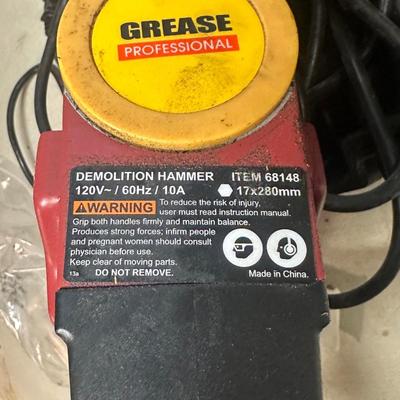 GREASE
PROFESSIONAL
DEMOLITION HAMMER ITEM 68148
120V~ / 60Hz / 10A 17x280mm
WARNING To reduce the risk of injury,
user must read instruction manual.
Grip both handles firmly and maintain balance.
Produces strong forces; infirm people
and pregnant women should consult
physician before use.
Keep clear of moving parts.
13a DO NOT REMOVE. Made in China.